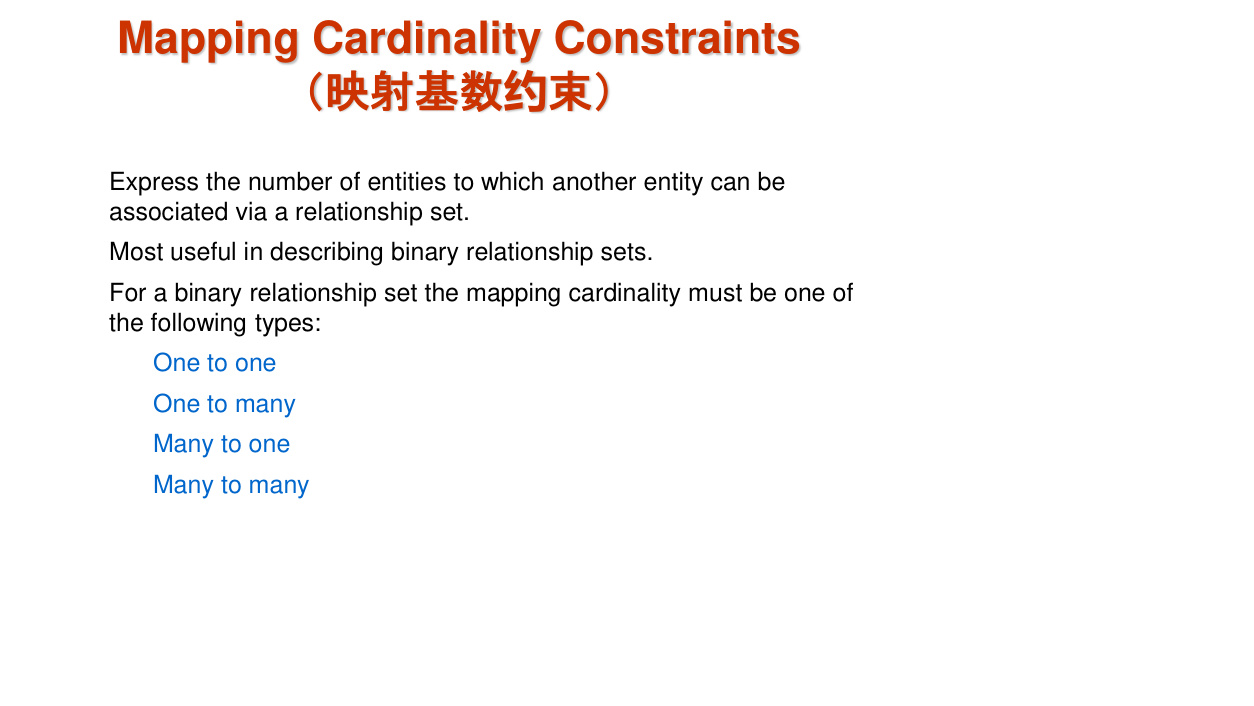 Mapping Cardinality Constraints
（映射基数约束）
Express the number of entities to which another entity can be
associated via a relationship set.
Most useful in describing binary relationship sets.
For a binary relationship set the mapping cardinality must be one of
the following types:
One to one
One to many
Many to one
Many to many